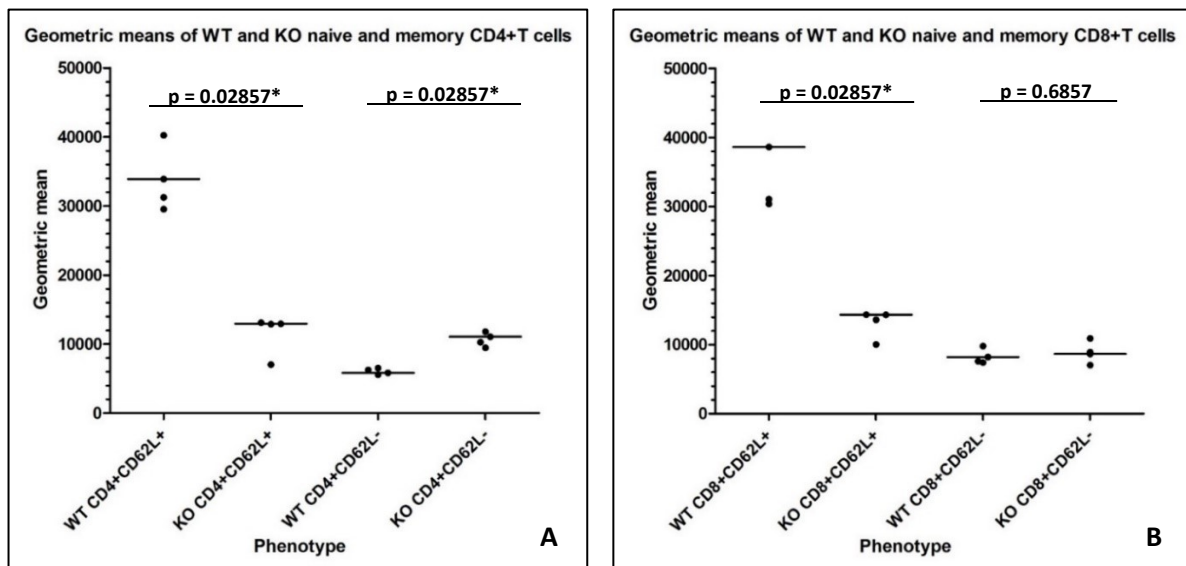 Geometric means of WT and KO naive and memory CD4+T cells
50000
40000
30000
20000
10000
0
Geometric mean
p = 0.02857*
p = 0.02857*
WT CD4+CD62L+
KO CD4+CD62L+
WT CD4+CD62L-
KO CD4+CD62L-
Phenotype
A
Geometric means of WT and KO naive and memory CD8+T cells
50000
40000
30000
20000
10000
0
Geometric mean
p = 0.02857*
p = 0.6857
WT CD8+CD62L+
KO CD8+CD62L+
WT CD8+CD62L-
KO CD8+CD62L-
Phenotype
B